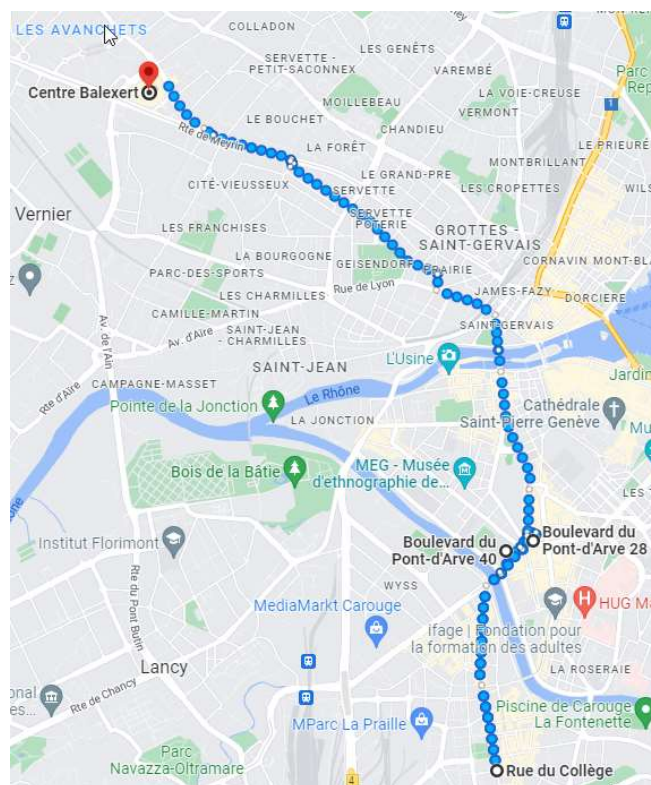 COLLADON
LES AVANCHETS
LES GENÊTS
SERVETTE -
PETIT-SACONNEX
VAREMBÉ
Parc
Centre Balexert
MOILLEBEAU
LA VOIE-CREUSE
VERMONT
1
LE BOUCHET
CHANDIEU
Rte de Meyrin
LA FORÊT
LE PRIEURÉ
MONTBRILLANT
LE GRAND-PRE
CITÉ-VIEUSSEUX
SERVETTE
LES CROPETTES
Vernier
SERVETTE
POTERIE
LES FRANCHISES
GROTTES -
SAINT-GERVAIS
LA BOURGOGNE
GEISENDORF
PRAIRIE
CORNAVIN MONT-BL
PARC-DES-SPORTS
Rue de Lyon
JAMES-FAZY
LES CHARMILLES
DORCIERE
CAMILLE-MARTIN
SAINT-GERVAIS
Av. d'Aïre
SAINT-JEAN
- CHARMILLES
Av. de l'Ain
L'Usine
SAINT-JEAN
Jardin
CAMPAGNE-MASSET
Le Rhône
Rte d'Aïre
Pointe de la Jonction
Cathédrale
Saint-Pierre Genève
LA JONCTION
MEG - Musée
d'ethnographie de...
Bois de la Bâtie
LES T
Boulevard du
Pont-d'Arve 28
Boulevard du
Pont-d'Arve 40
Institut Florimont
WYSS
Rte du Pont Butin
MediaMarkt Carouge
HUG M
ifage | Fondation pour
la formation des adultes
Lancy
LA ROSERAIE
Rte de Chancy
Piscine de Carouge
La Fontenette
MParc La Praille
Parc
Navazza-Oltramare
Rue du Collège
4